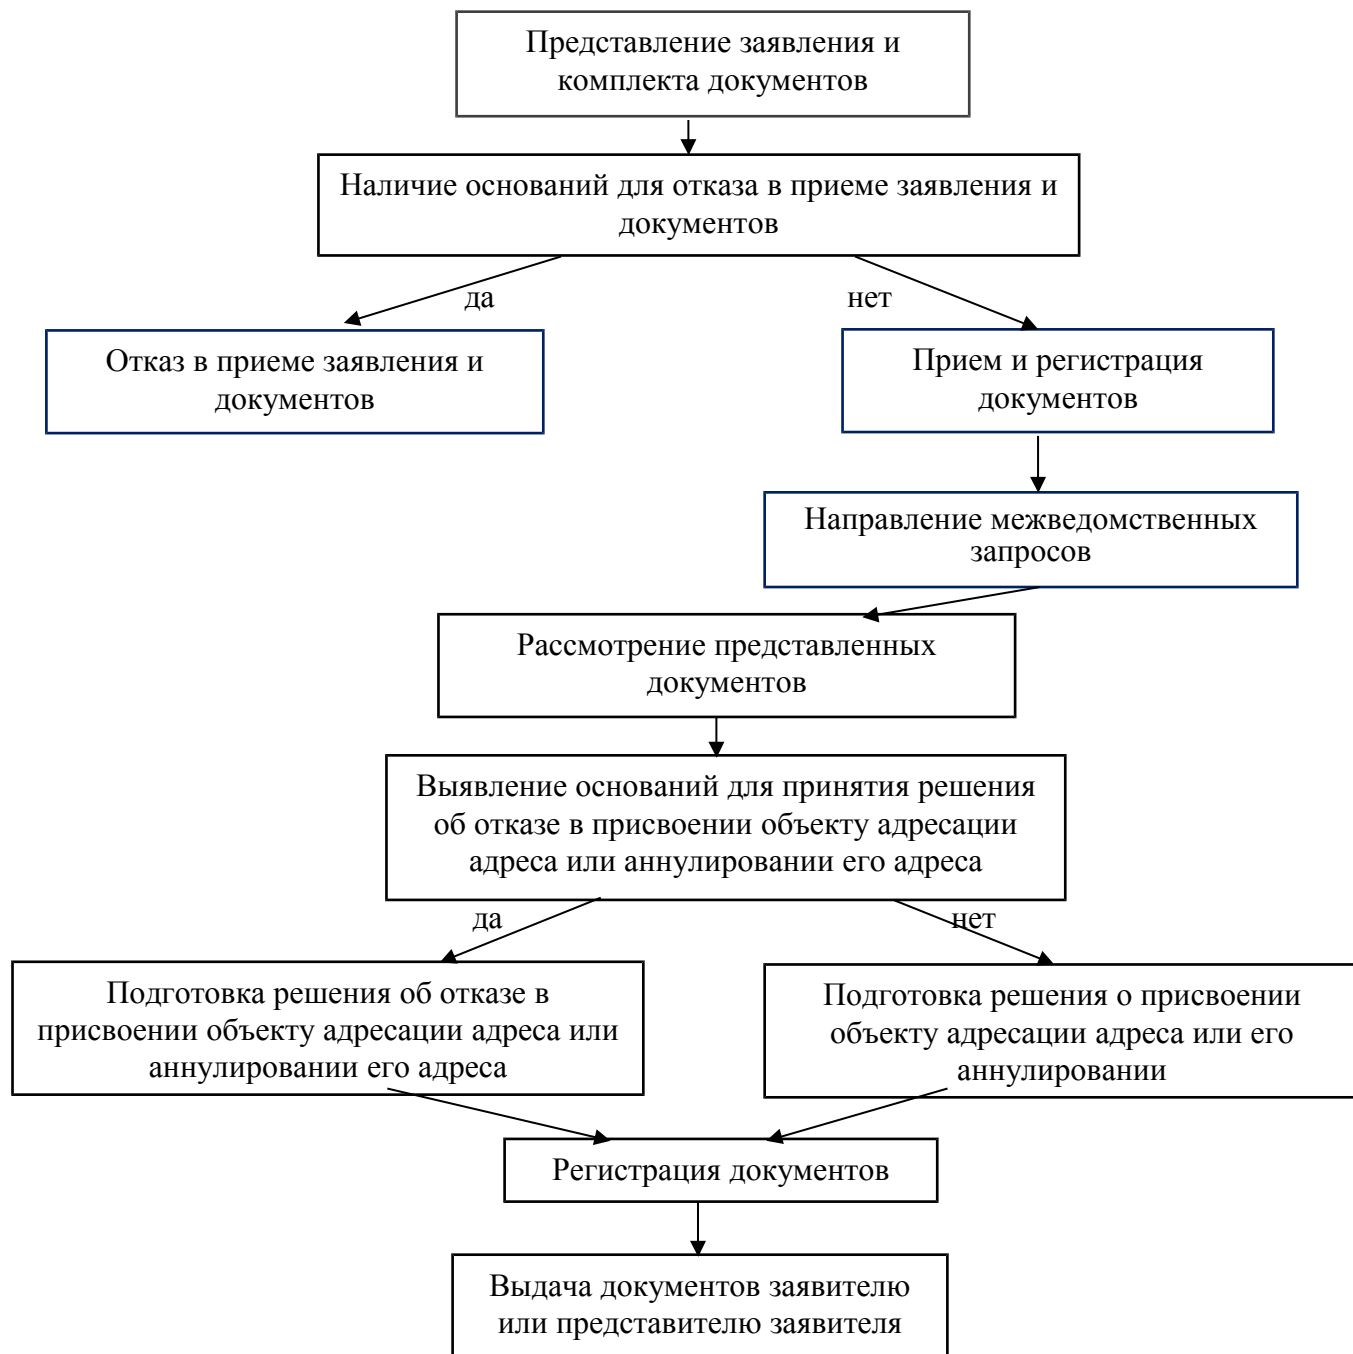 Представление заявления и
комплекта документов
Наличие оснований для отказа в приеме заявления и
документов
да
нет
Отказ в приеме заявления и
документов
Прием и регистрация
документов
Направление межведомственных
запросов
Рассмотрение представленных
документов
Выявление оснований для принятия решения
об отказе в присвоении объекту адресации
адреса или аннулировании его адреса
да
нет
Подготовка решения об отказе в
присвоении объекту адресации адреса или
аннулировании его адреса
Подготовка решения о присвоении
объекту адресации адреса или его
аннулировании
Регистрация документов
Выдача документов заявителю
или представителю заявителя